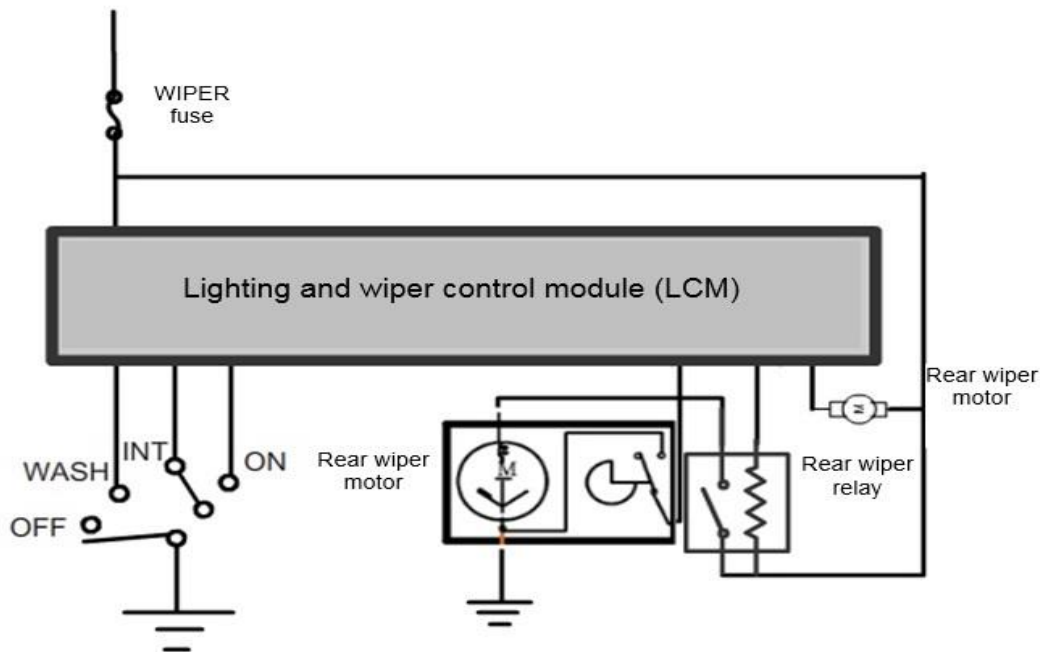 WIPER
fuse
Lighting and wiper control module (LCM)
Rear wiper
motor
WASH
INT
ON
OFF
Rear wiper
motor
M
M
Rear wiper
relay